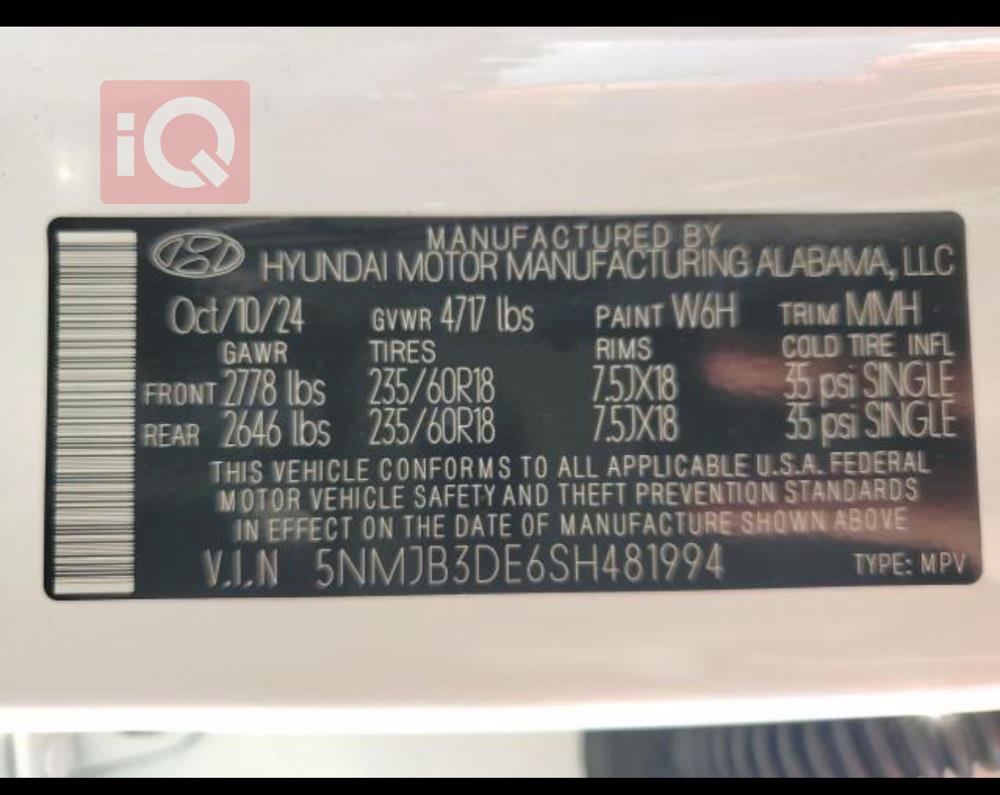 iQ
MANUFACTURED BY
HYUNDAI MOTOR MANUFACTURING ALABAMA, LLC
Oct/10/24 GVWR 4717 lbs PAINT W6H TRIM MMH
GAWR TIRES RIMS COLD TIRE INFL
FRONT 2778 lbs 235/60R18 7.5JX18 35 psi SINGLE
REAR 2646 lbs 235/60R18 7.5JX18 35 psi SINGLE
THIS VEHICLE CONFORMS TO ALL APPLICABLE U.S.A. FEDERAL
MOTOR VEHICLE SAFETY AND THEFT PREVENTION STANDARDS
IN EFFECT ON THE DATE OF MANUFACTURE SHOWN ABOVE
V.I.N 5NMJB3DE6SH481994 TYPE: MPV